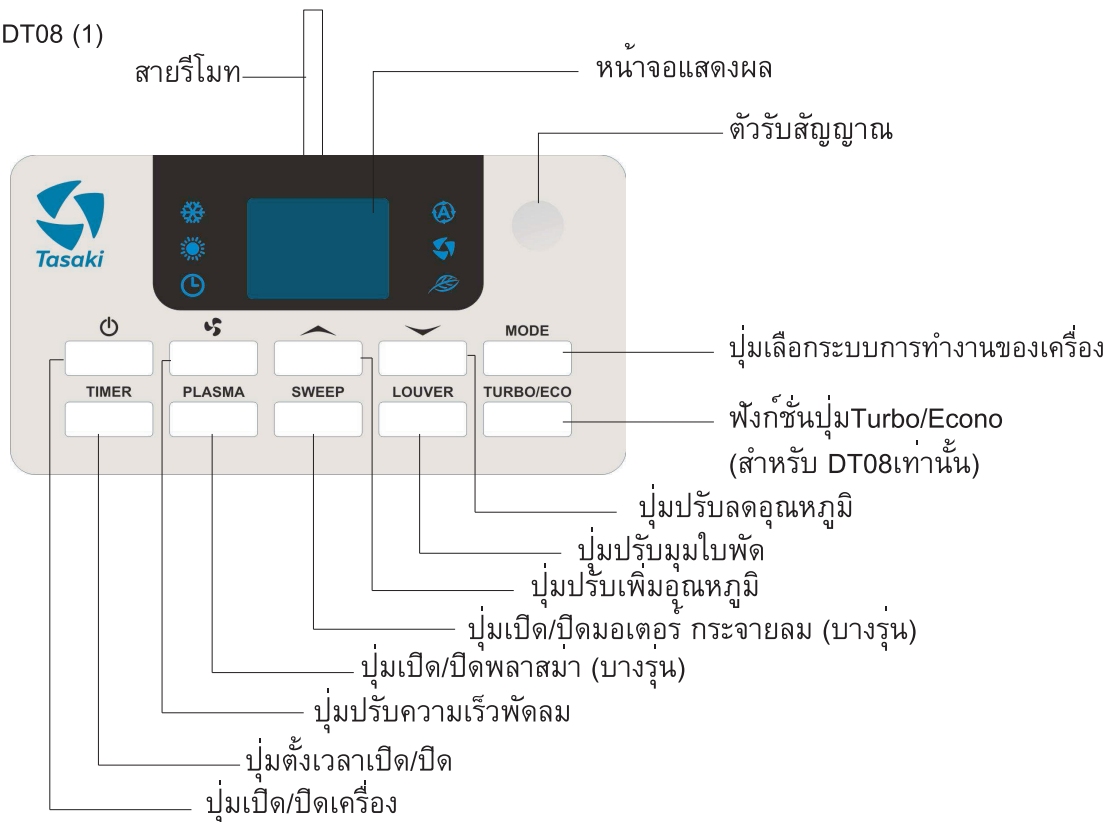 DT08 (1)
สายรีโมท
หน้าจอแสดงผล
ตัวรับสัญญาณ
Tasaki
A
MODE
ปุ่มเลือกระบบการทำงานของเครื่อง
TIMER
PLASMA
SWEEP
LOUVER
TURBO/ECO
ฟังก์ชั่นปุ่มTurbo/Econo
(สำหรับ DT08เท่านั้น)
ปุ่มปรับลดอุณหภูมิ
ปุ่มปรับมุมใบพัด
ปุ่มปรับเพิ่มอุณหภูมิ
ปุ่มเปิด/ปิดมอเตอร์ กระจายลม (บางรุ่น)
ปุ่มเปิด/ปิดพลาสม่า (บางรุ่น)
ปุ่มปรับความเร็วพัดลม
ปุ่มตั้งเวลาเปิด/ปิด
ปุ่มเปิด/ปิดเครื่อง